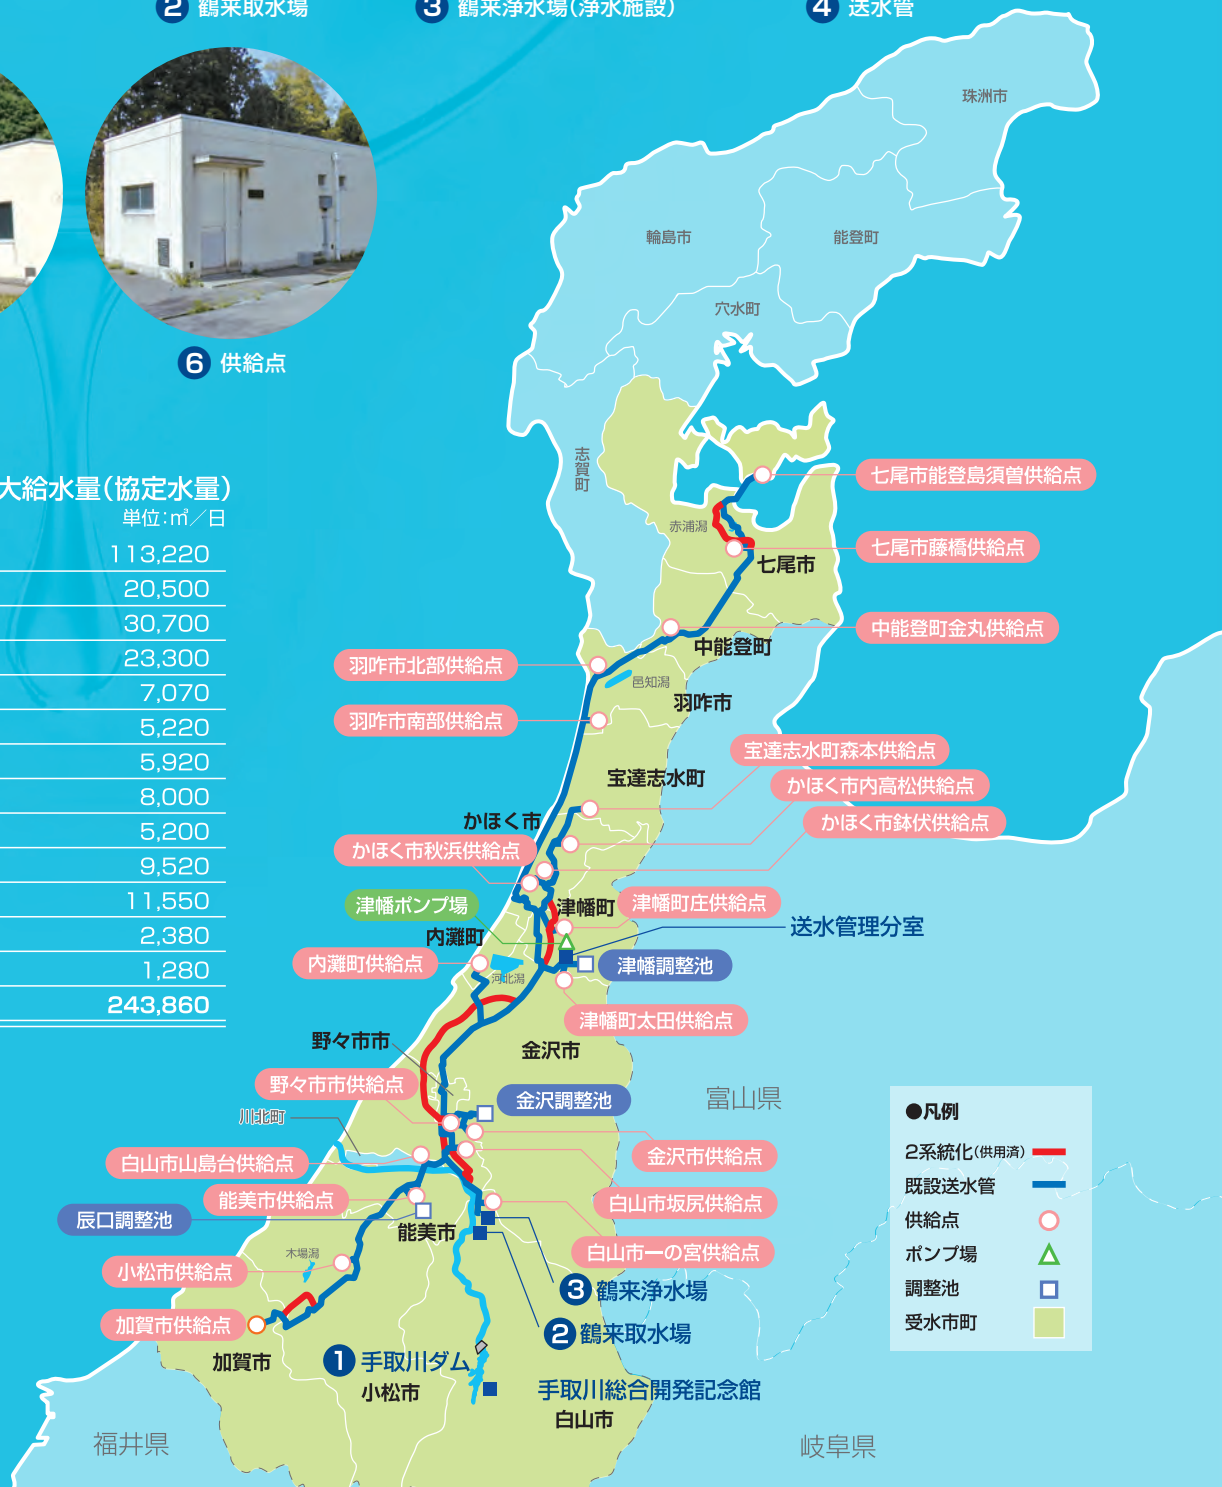 2 鶴来取水場
3 鶴来浄水場(浄水施設)
4 送水管
6 供給点
大給水量(協定水量)
単位:㎥/日
113,220
20,500
30,700
23,300
7,070
5,220
5,920
8,000
5,200
9,520
11,550
2,380
1,280
243,860
珠洲市
輪島市
能登町
穴水町
志賀町
七尾市能登島須曽供給点
赤浦潟
七尾市藤橋供給点
七尾市
中能登町金丸供給点
中能登町
羽咋市北部供給点
邑知潟
羽咋市
羽咋市南部供給点
宝達志水町森本供給点
宝達志水町
かほく市内高松供給点
かほく市
かほく市鉢伏供給点
かほく市秋浜供給点
津幡ポンプ場
津幡町
津幡町庄供給点
送水管理分室
内灘町
内灘町供給点
津幡調整池
河北潟
津幡町太田供給点
野々市市
金沢市
野々市市供給点
金沢調整池
富山県
川北町
金沢市供給点
白山市山島台供給点
能美市供給点
白山市坂尻供給点
辰口調整池
能美市
白山市一の宮供給点
木場潟
小松市供給点
3 鶴来浄水場
加賀市供給点
2 鶴来取水場
加賀市
1 手取川ダム
小松市
手取川総合開発記念館
白山市
福井県
岐阜県
●凡例
2系統化(供用済)
既設送水管
供給点
ポンプ場
調整池
受水市町